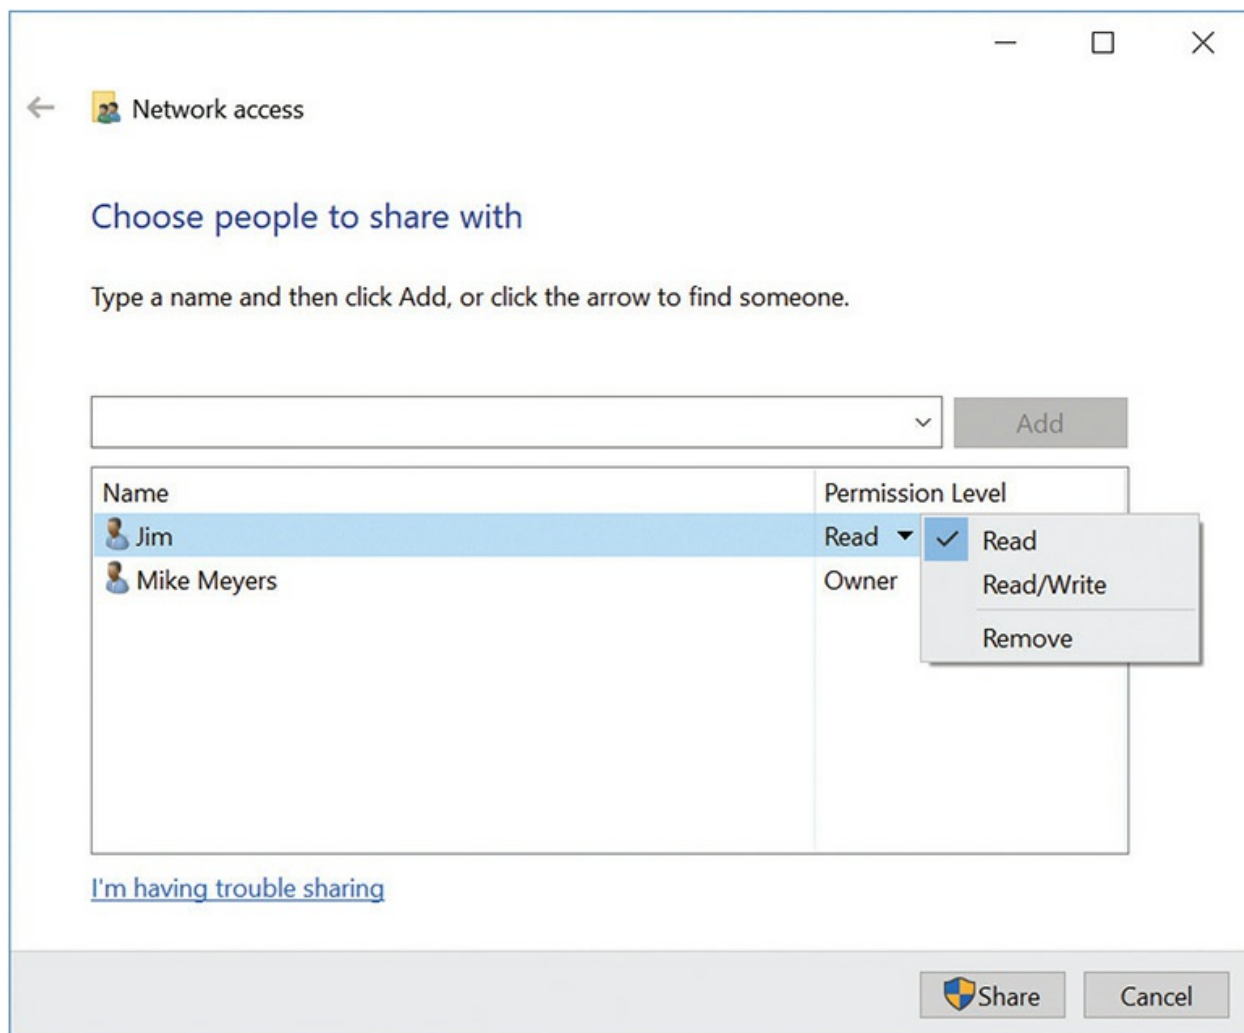 Network access
Choose people to share with
Type a name and then click Add, or click the arrow to find someone.
Add
Name Permission Level
Jim Read Read
Mike Meyers Owner Read/Write
Remove
I'm having trouble sharing
Share Cancel